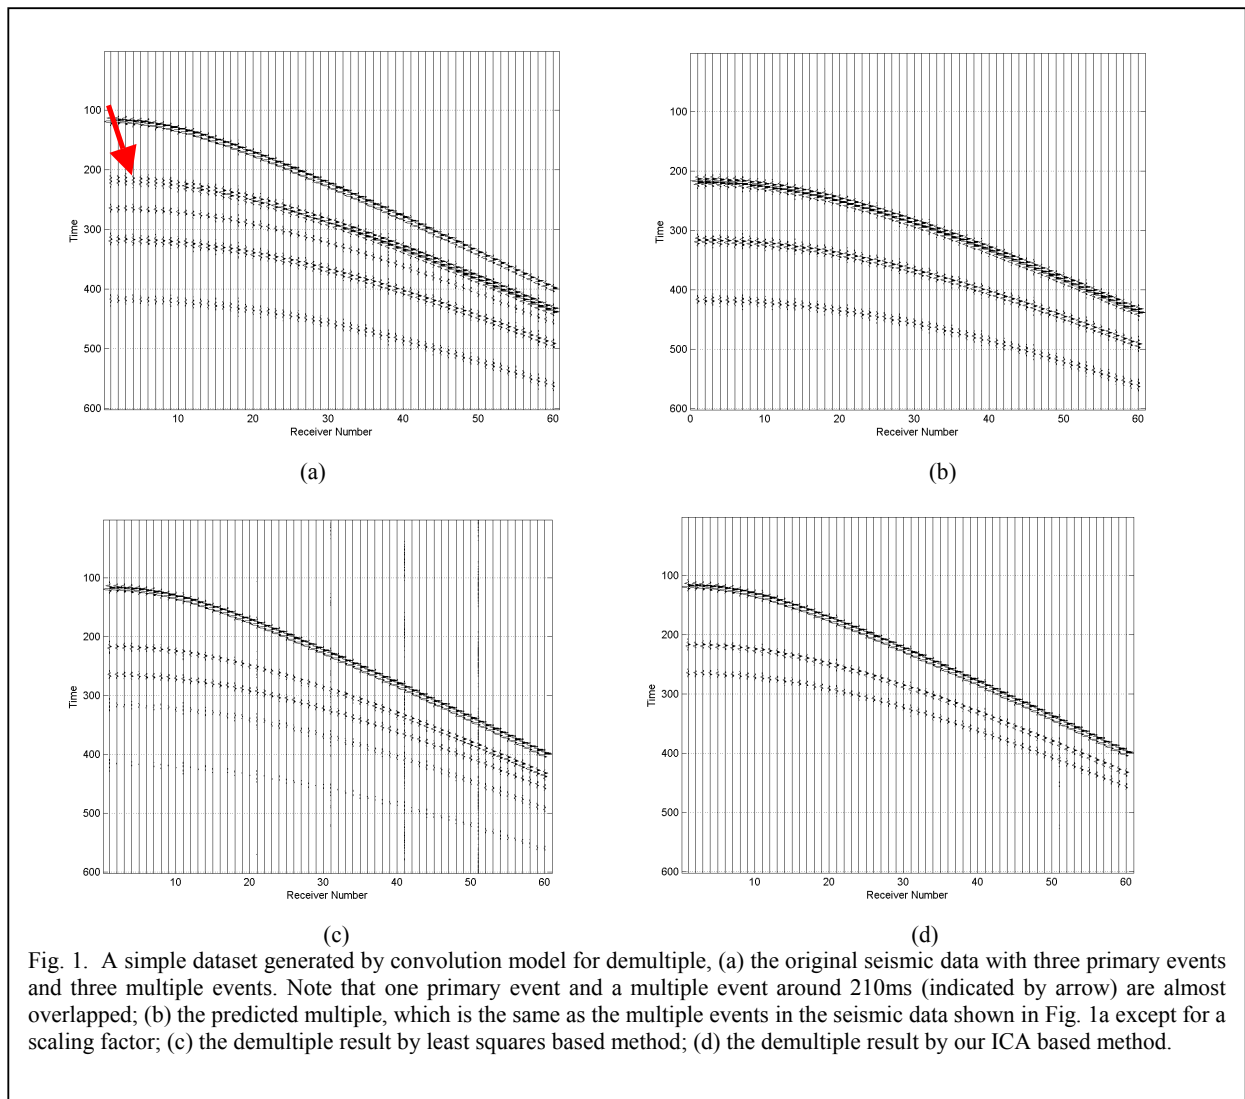 100
200
300
400
500
600
Time
10 20 30 40 50 60
Receiver Number
(a)
100
200
300
400
500
600
Time
0 10 20 30 40 50 60
Receiver Number
(b)
100
200
300
400
500
600
Time
10 20 30 40 50 60
Receiver Number
(c)
100
200
300
400
500
600
Time
10 20 30 40 50 60
Receiver Number
(d)
Fig. 1. A simple dataset generated by convolution model for demultiple, (a) the original seismic data with three primary events
and three multiple events. Note that one primary event and a multiple event around 210ms (indicated by arrow) are almost
overlapped; (b) the predicted multiple, which is the same as the multiple events in the seismic data shown in Fig. 1a except for a
scaling factor; (c) the demultiple result by least squares based method; (d) the demultiple result by our ICA based method.